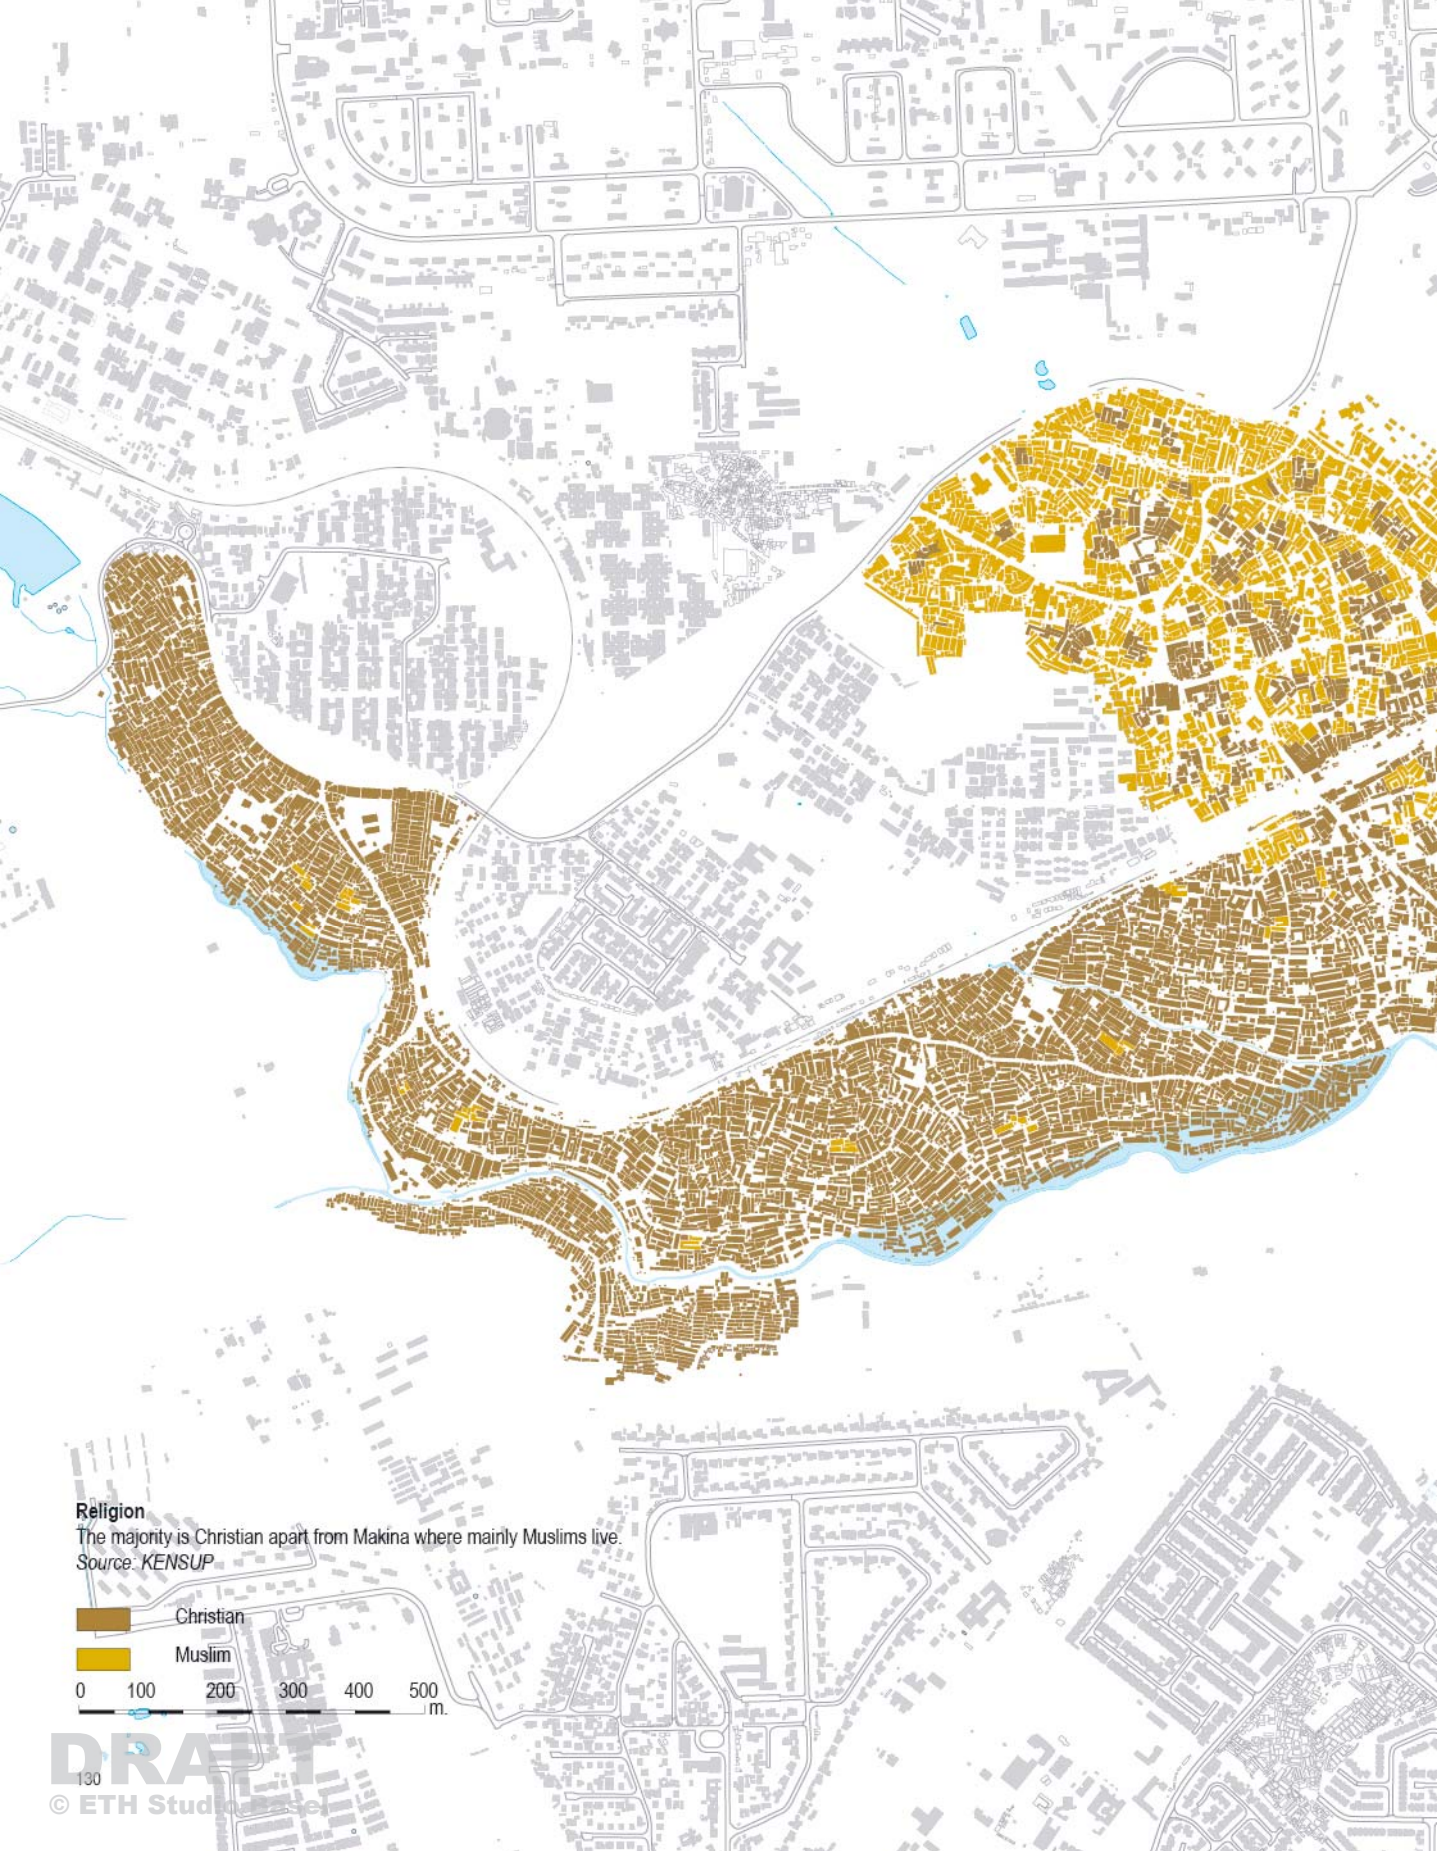 Religion
The majority is Christian apart from Makina where mainly Muslims live.
Source: KENSUP
Christian
Muslim
0 100 200 300 400 500
m.
DRAFT
130
© ETH Studio Basel